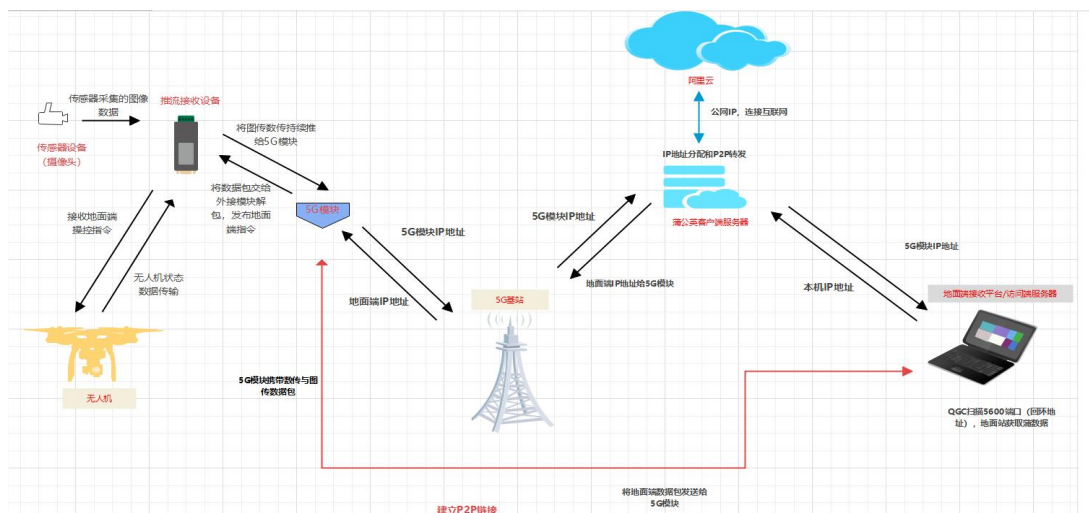 阿里云
公网IP，连接互联网
IP地址分配和P2P转发
蒲公英客户端服务器
传感器采集的图像
数据
推流接收设备
传感器设备
（摄像头）
将图传数传持续推
给5G模块
将数据包交给
外接模块解
包，发布地面
端指令
5G模块
接收地面端
操控指令
无人机状态
数据传输
无人机
5G模块IP地址
地面端IP地址
5G基站
5G模块IP地址
地面端IP地址给5G模块
5G模块IP地址
本机IP地址
地面端接收平台/访问端服务器
QGC扫描5600端口（回环地
址），地面站获取流数据
5G模块携带数传与图
传数据包
将地面端数据包发送给
5G模块
建立P2P链接